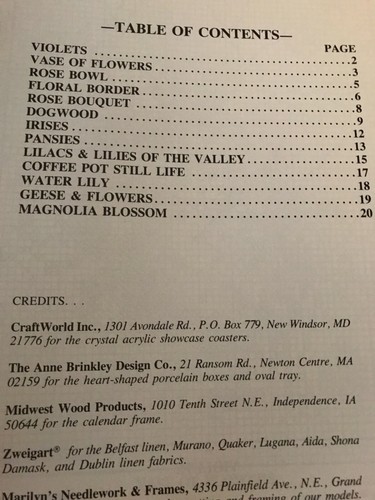 —TABLE OF CONTENTS—
PAGE
VIOLETS ........................................ 2
VASE OF FLOWERS ........................................ 3
ROSE BOWL ........................................ 5
FLORAL BORDER ........................................ 6
ROSE BOUQUET ........................................ 8
DOGWOOD ........................................ 9
IRISES ........................................ 12
PANSIES ........................................ 13
LILACS & LILIES OF THE VALLEY ........................ 15
COFFEE POT STILL LIFE ........................................ 17
WATER LILY ........................................ 18
GEESE & FLOWERS ........................................ 19
MAGNOLIA BLOSSOM ........................................ 20
CREDITS. . .
CraftWorld Inc., 1301 Avondale Rd., P.O. Box 779, New Windsor, MD
21776 for the crystal acrylic showcase coasters.
The Anne Brinkley Design Co., 21 Ransom Rd., Newton Centre, MA
02159 for the heart-shaped porcelain boxes and oval tray.
Midwest Wood Products, 1010 Tenth Street N.E., Independence, IA
50644 for the calendar frame.
Zweigart® for the Belfast linen, Murano, Quaker, Lugana, Aida, Shona
Damask, and Dublin linen fabrics.
Marilyn's Needlework & Frames, 4336 Plainfield Ave., N.E., Grand
and framing of our models.